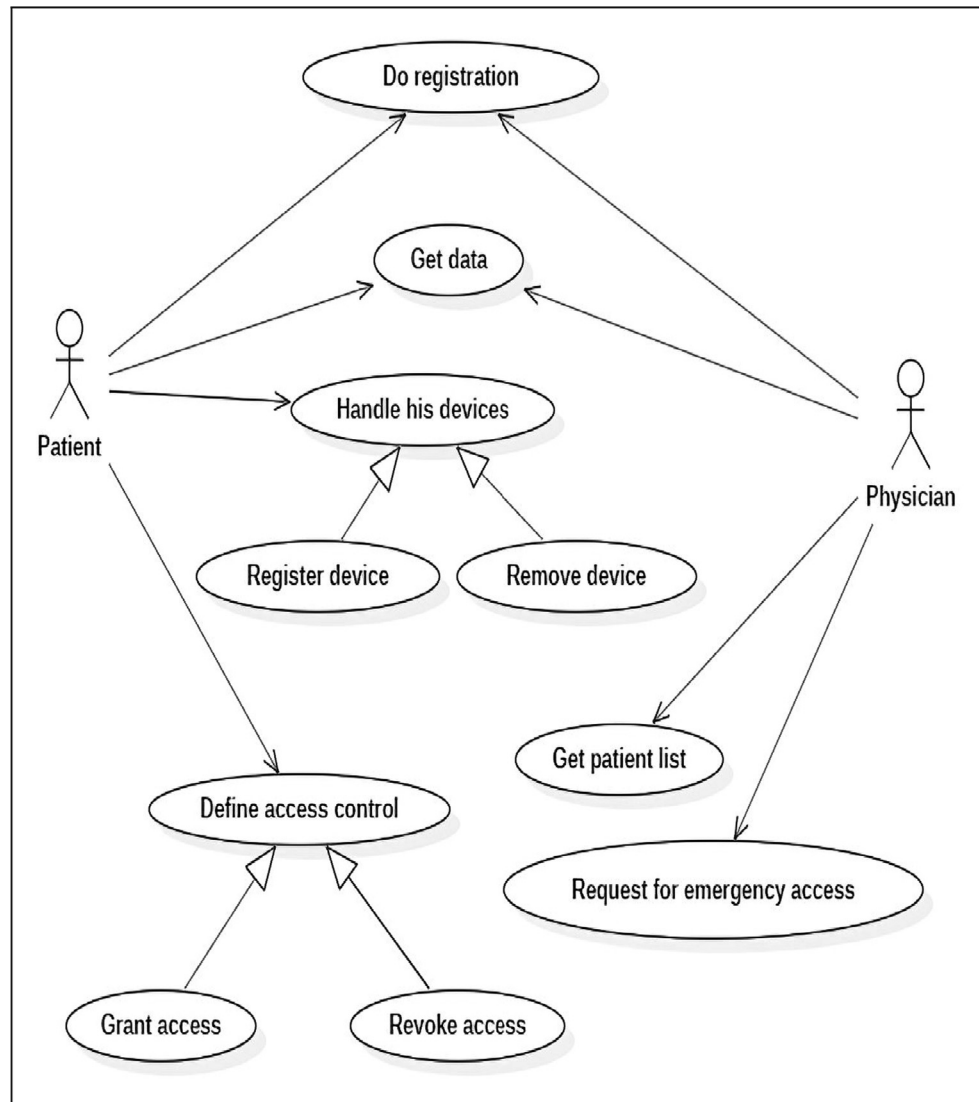 Do registration
Get data
Handle his devices
Patient
Physician
Register device
Remove device
Get patient list
Define access control
Request for emergency access
Grant access
Revoke access